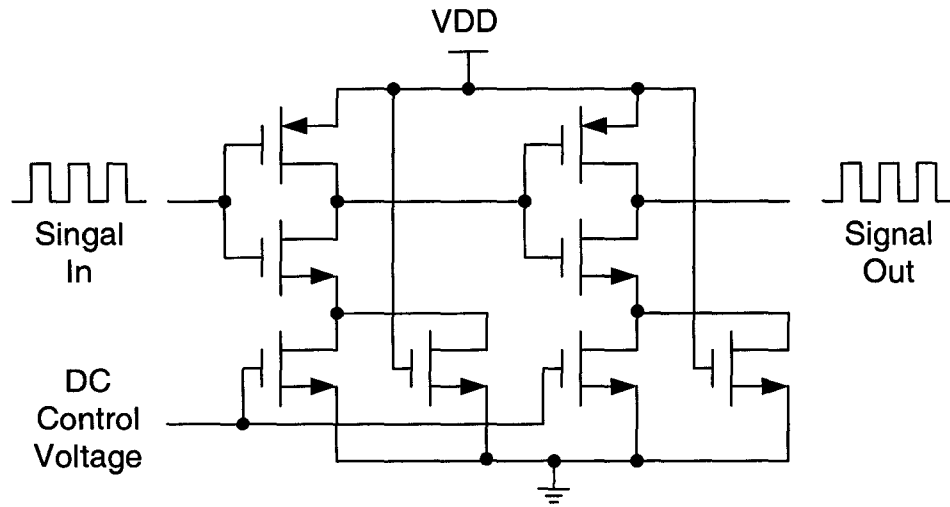 VDD
Singal
In
Signal
Out
DC
Control
Voltage